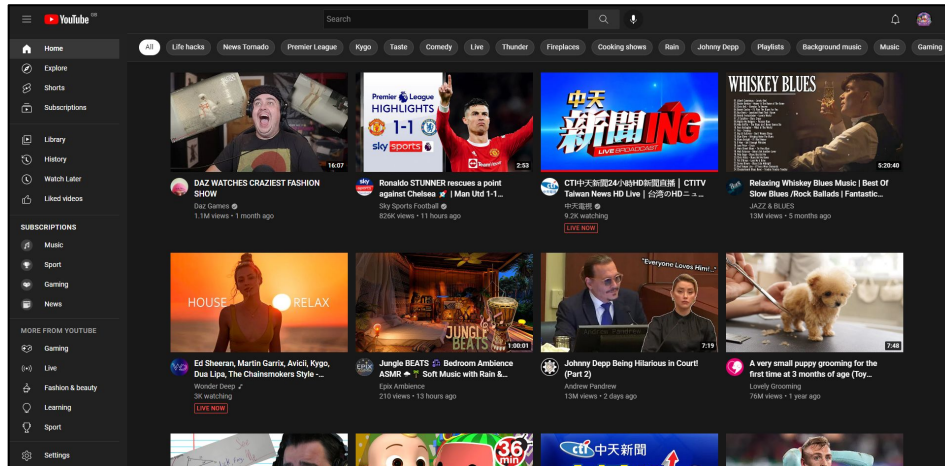 YouTube GB
Search
Home
Explore
Shorts
Subscriptions
Library
History
Watch Later
Liked videos
SUBSCRIPTIONS
Music
Sport
Gaming
News
MORE FROM YOUTUBE
Gaming
Live
Fashion & beauty
Learning
Sport
Settings
All Life hacks News Tornado Premier League Kygo Taste Comedy Live Thunder Fireplaces Cooking shows Rain Johnny Depp Playlists Background music Music Gaming
16:07
DAZ WATCHES CRAZIEST FASHION
SHOW
Daz Games
1.1M views • 1 month ago
Premier League
HIGHLIGHTS
1-1
sky sports
2:53
Ronaldo STUNNER rescues a point
against Chelsea | Man Utd 1-1...
Sky Sports Football
826K views • 11 hours ago
中天
新聞ING
LIVE BROADCAST
CTI中天新聞24小時HD新聞直播 | CTITV
Taiwan News HD Live | 台湾のHDニュ...
中天電視
9.2K watching
LIVE NOW
WHISKEY BLUES
5:20:40
Relaxing Whiskey Blues Music | Best Of
Slow Blues /Rock Ballads | Fantastic...
JAZZ & BLUES
13M views • 5 months ago
HOUSE RELAX
Ed Sheeran, Martin Garrix, Avicii, Kygo,
Dua Lipa, The Chainsmokers Style -...
Wonder Deep ♪
3K watching
LIVE NOW
JUNGLE
BEATS
1:00:01
EPIX
Jungle BEATS Bedroom Ambience
ASMR Soft Music with Rain &...
Epix Ambience
210 views • 13 hours ago
"Everyone Loves Him!..."
7:19
Johnny Depp Being Hilarious in Court!
(Part 2)
Andrew Pandrew
13M views • 2 days ago
7:48
A very small puppy grooming for the
first time at 3 months of age (Toy...
Lovely Grooming
76M views • 1 year ago
36
min
cti中天新聞